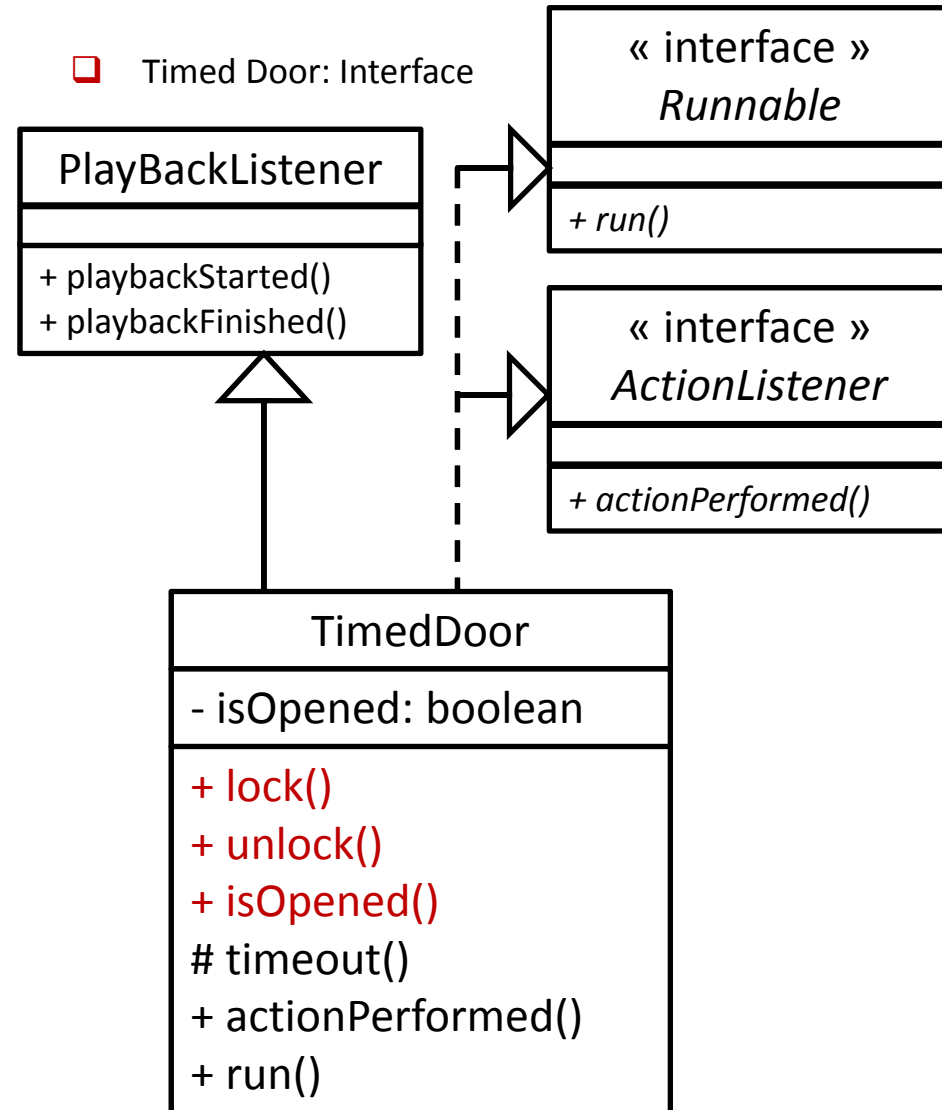 Timed Door: Interface
PlayBackListener
+ playbackStarted()
+ playbackFinished()
« interface »
Runnable
+ run()
« interface »
ActionListener
+ actionPerformed()
TimedDoor
- isOpened: boolean
+ lock()
+ unlock()
+ isOpened()
# timeout()
+ actionPerformed()
+ run()